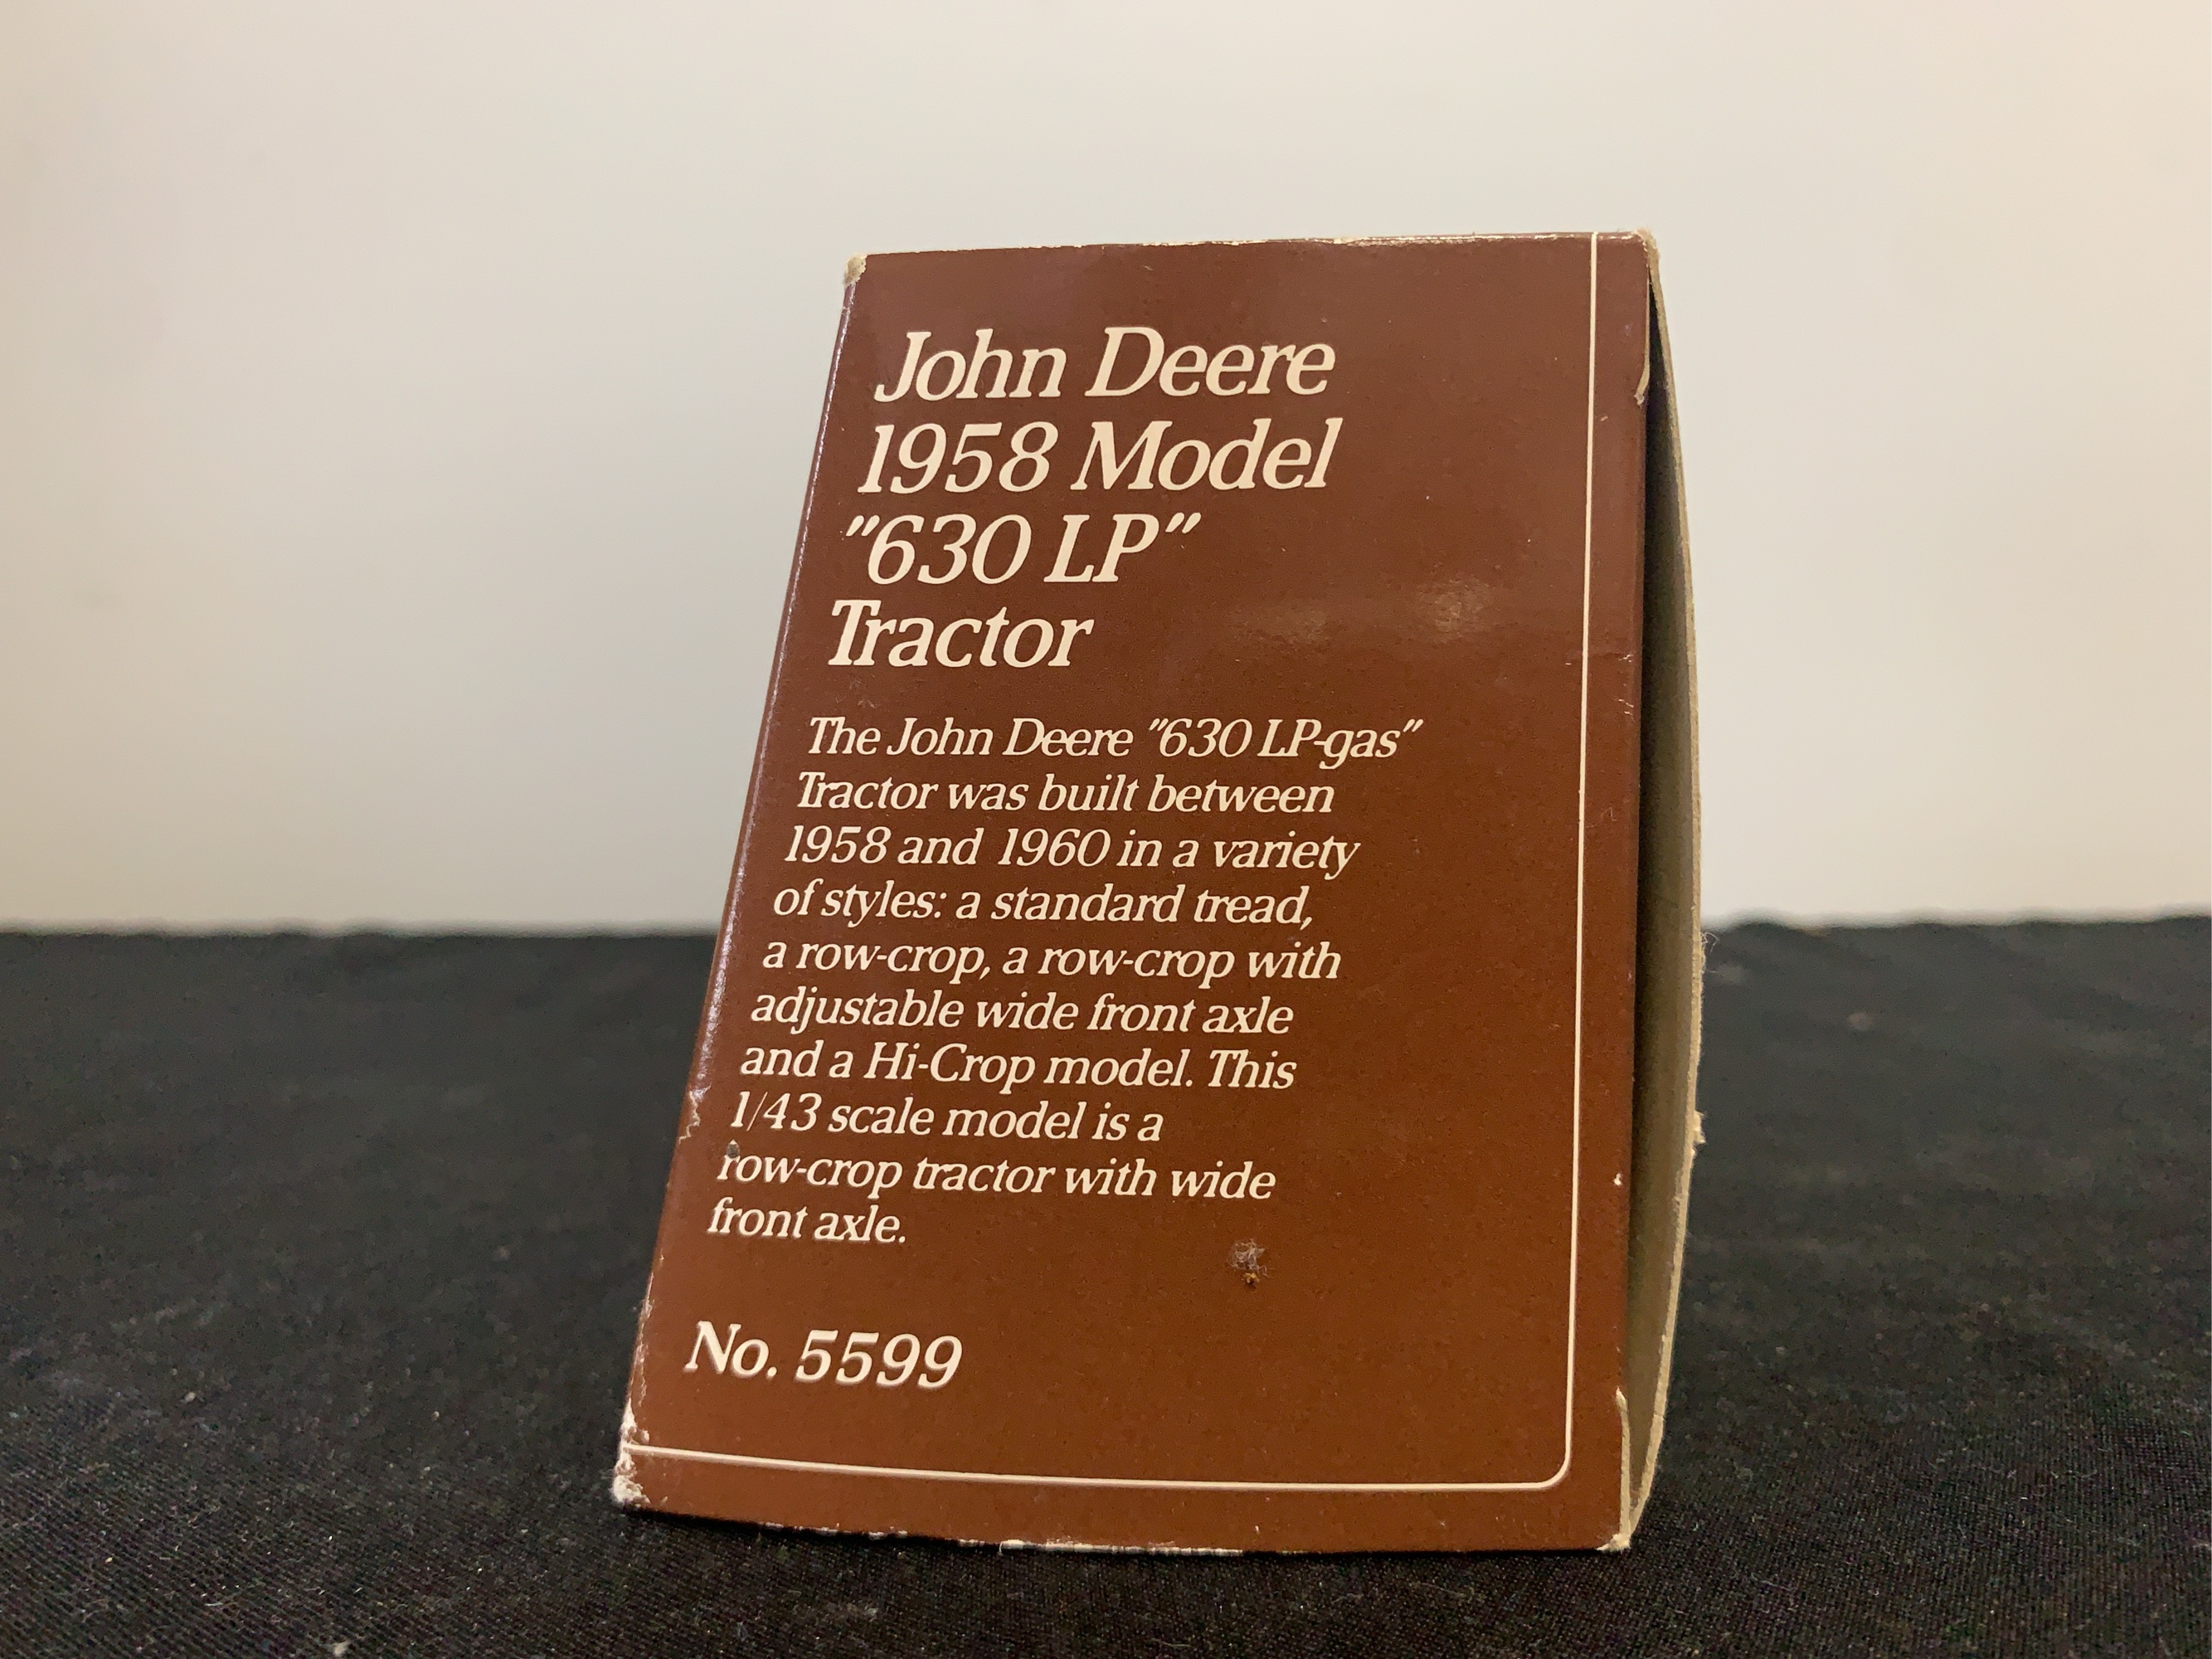 John Deere
1958 Model
"630 LP"
Tractor
The John Deere "630 LP-gas"
Tractor was built between
1958 and 1960 in a variety
of styles: a standard tread,
a row-crop, a row-crop with
adjustable wide front axle
and a Hi-Crop model. This
1/43 scale model is a
row-crop tractor with wide
front axle.
No. 5599